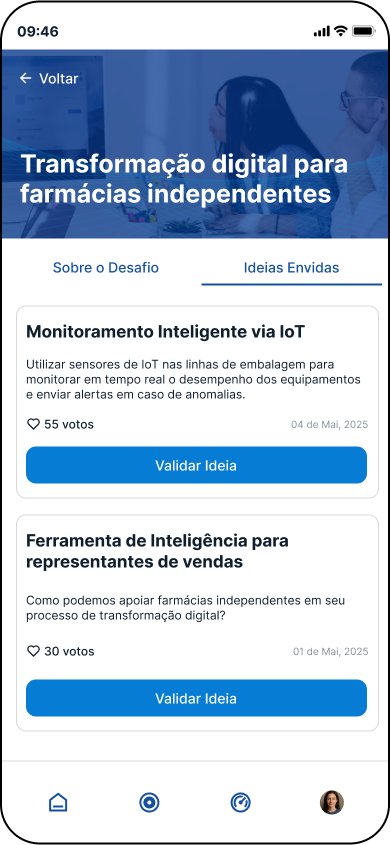 09:46
Voltar
Transformação digital para
farmácias independentes
Sobre o Desafio
Ideias Envidas
Monitoramento Inteligente via IoT
Utilizar sensores de IoT nas linhas de embalagem para
monitorar em tempo real o desempenho dos equipamentos
e enviar alertas em caso de anomalias.
55 votos
04 de Mai, 2025
Validar Ideia
Ferramenta de Inteligência para
representantes de vendas
Como podemos apoiar farmácias independentes em seu
processo de transformação digital?
30 votos
01 de Mai, 2025
Validar Ideia